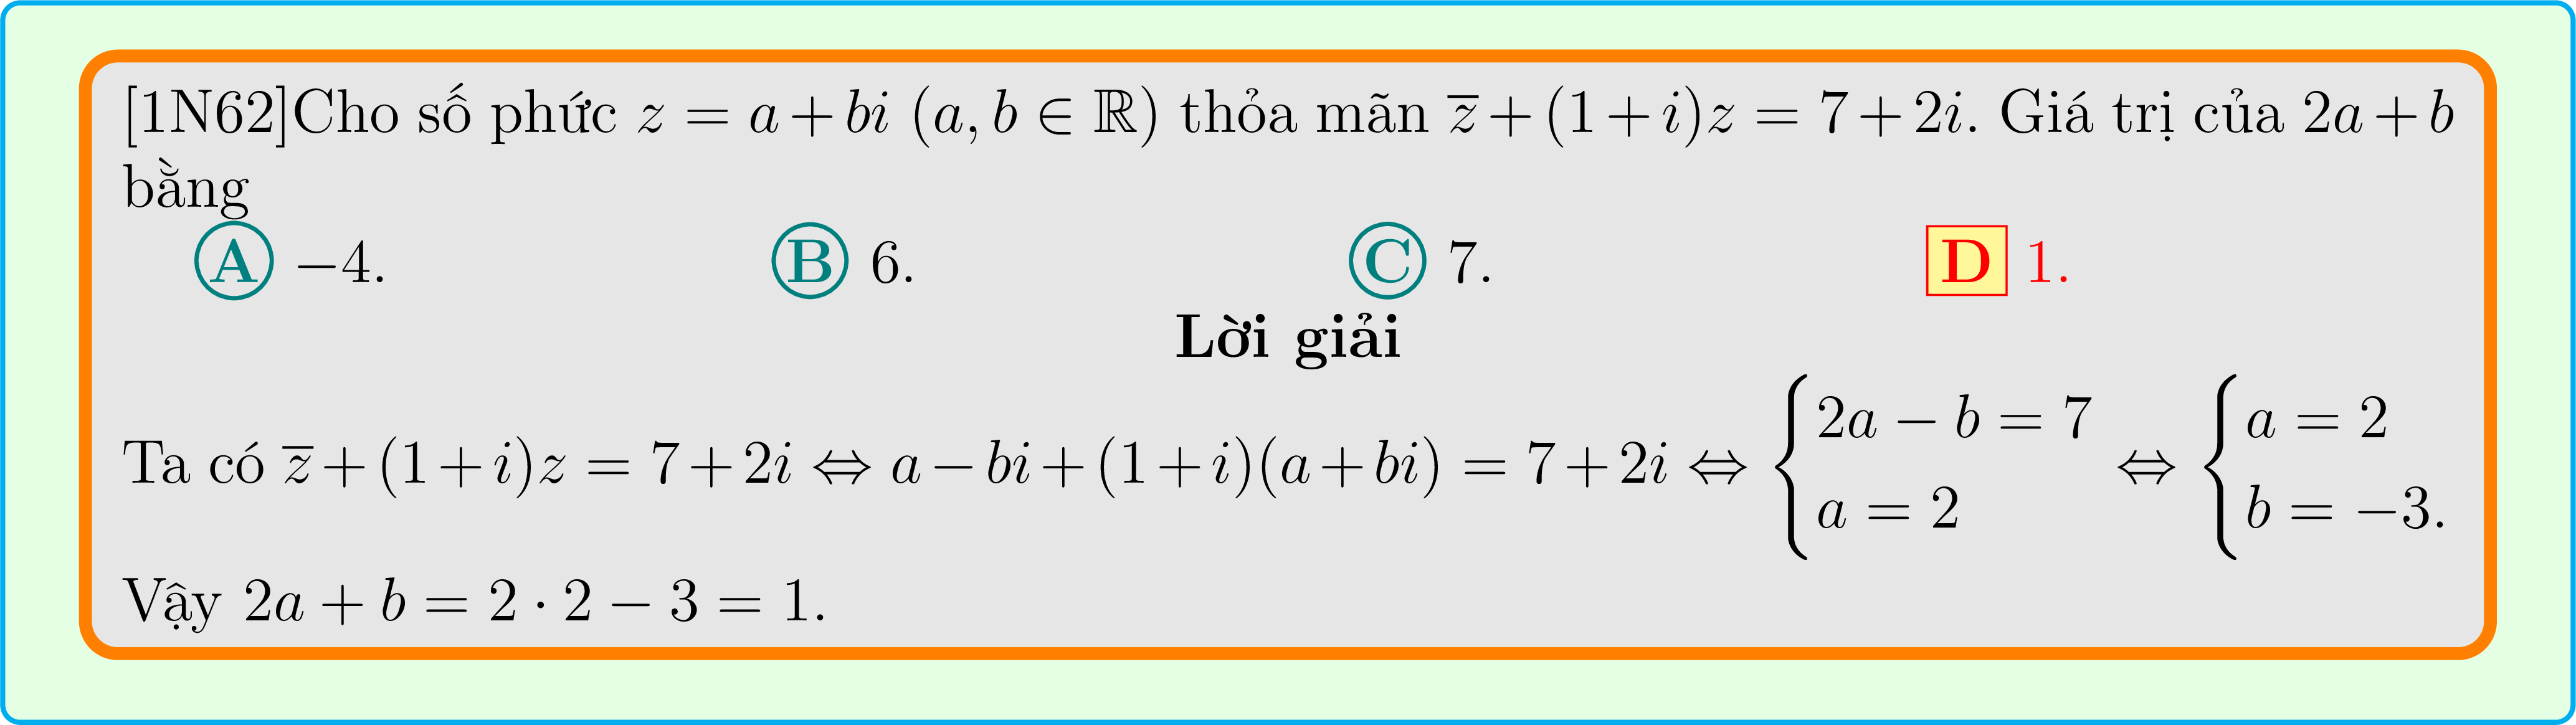 [1N62]Cho số phức $z = a + bi$ $(a, b \in \mathbb{R})$ thỏa mãn $\overline{z} + (1 + i)z = 7 + 2i$. Giá trị của $2a + b$
bằng
A −4. B 6. C 7. D 1.
Lời giải
Ta có $\overline{z} + (1 + i)z = 7 + 2i \Leftrightarrow a - bi + (1 + i)(a + bi) = 7 + 2i \Leftrightarrow \begin{cases} 2a - b = 7 \\ a = 2 \end{cases} \Leftrightarrow \begin{cases} a = 2 \\ b = -3. \end{cases}$
Vậy $2a + b = 2 \cdot 2 - 3 = 1$.